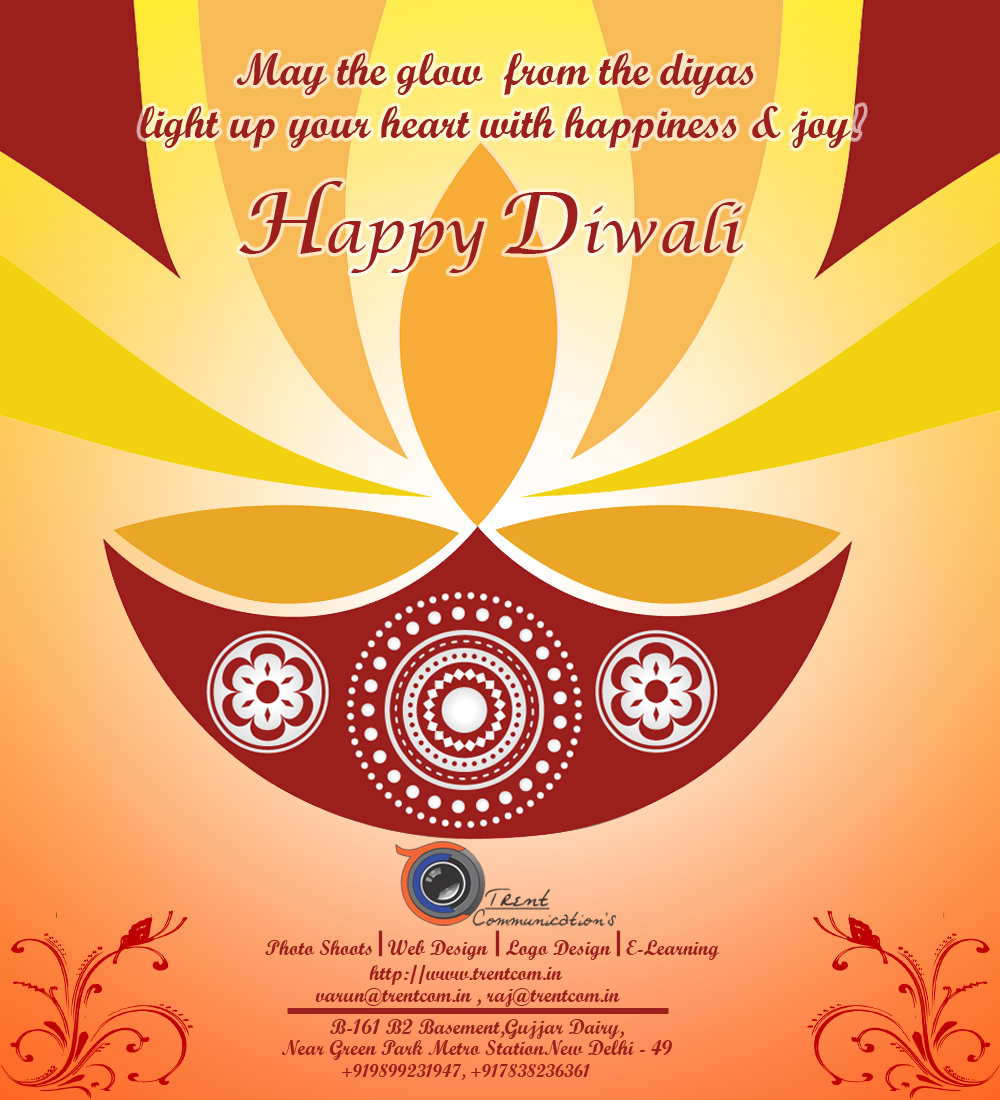 May the glow from the diyas
light up your heart with happiness & joy!
Happy Diwali
Trent
Communication's
Photo Shoots | Web Design | Logo Design | E-Learning
http://www.trentcom.in
varun@trentcom.in , raj@trentcom.in
B-161 B2 Basement,Gujjar Dairy,
Near Green Park Metro StationNew Delhi - 49
+919899231947, +917838236361